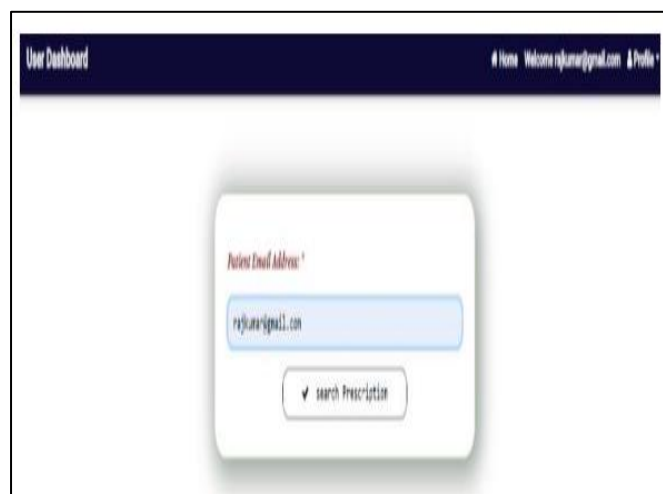 User Dashboard
Home Welcome rajkumar@gmail.com Profile
Patient Email Address: *
rajkumar@gmail.com
✔ search Prescription